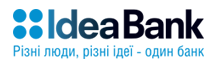 Idea Bank
Різні люди, різні ідеї - один банк